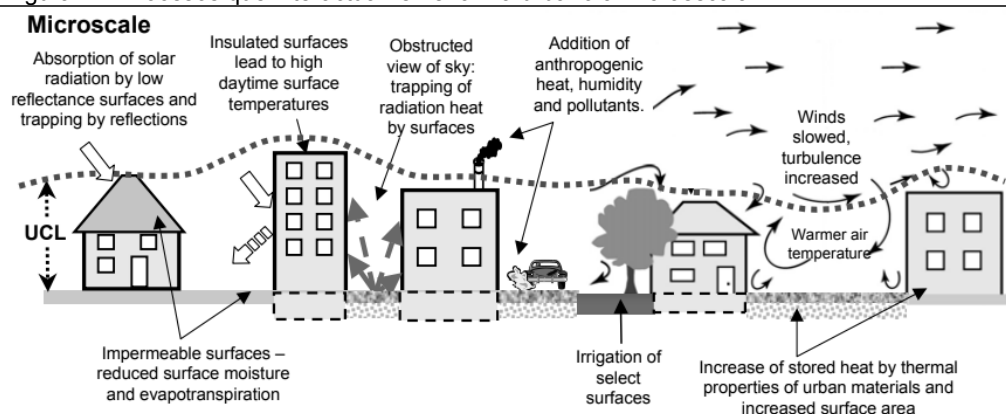 Microscale
Absorption of solar
radiation by low
reflectance surfaces and
trapping by reflections
Insulated surfaces
lead to high
daytime surface
temperatures
Obstructed
view of sky:
trapping of
radiation heat
by surfaces
Addition of
anthropogenic
heat, humidity
and pollutants.
Winds
slowed,
turbulence
increased
UCL
Warmer air
temperature
Impermeable surfaces –
reduced surface moisture
and evapotranspiration
Irrigation of
select
surfaces
Increase of stored heat by thermal
properties of urban materials and
increased surface area